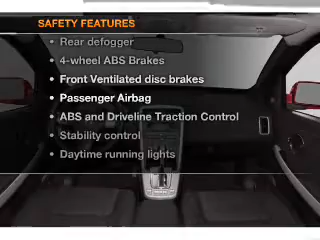 SAFETY FEATURES
• Rear defogger
• 4-wheel ABS Brakes
• Front Ventilated disc brakes
• Passenger Airbag
• ABS and Driveline Traction Control
• Stability control
• Daytime running lights